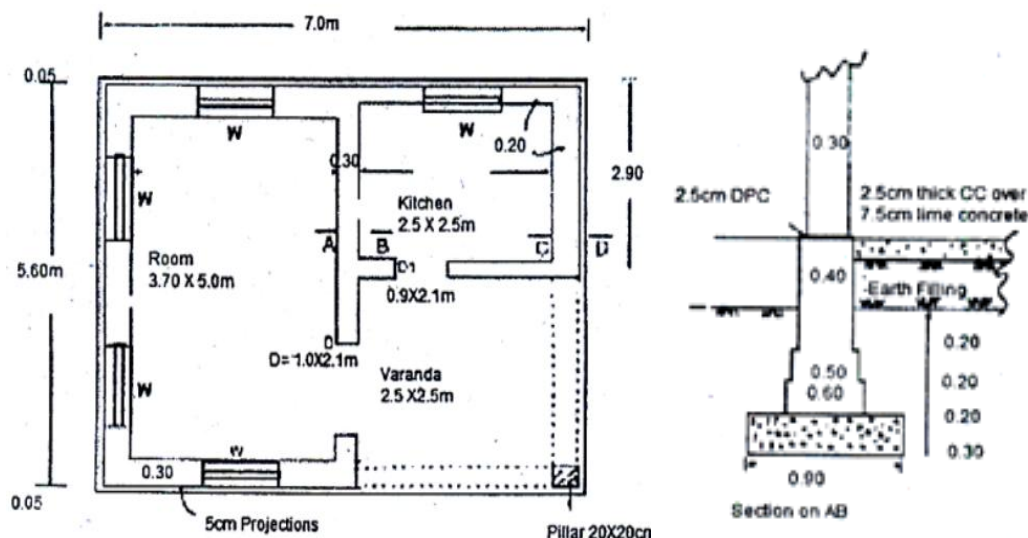 7.0m
0.05
W
W
0.20
0.30
2.90
W
Kitchen
2.5 X 2.5m
A
B
C
D
Room
3.70 X 5.0m
5.60m
D1
0.9X2.1m
D
D=1.0X2.1m
Varanda
2.5 X2.5m
W
W
0.30
0.05
5cm Projections
Pillar 20X20cn
0.30
2.5cm DPC
2.5cm thick CC over
7.5cm lime concrete
0.40
-Earth Filling
0.20
0.50
0.20
0.60
0.20
0.30
0.90
Section on AB